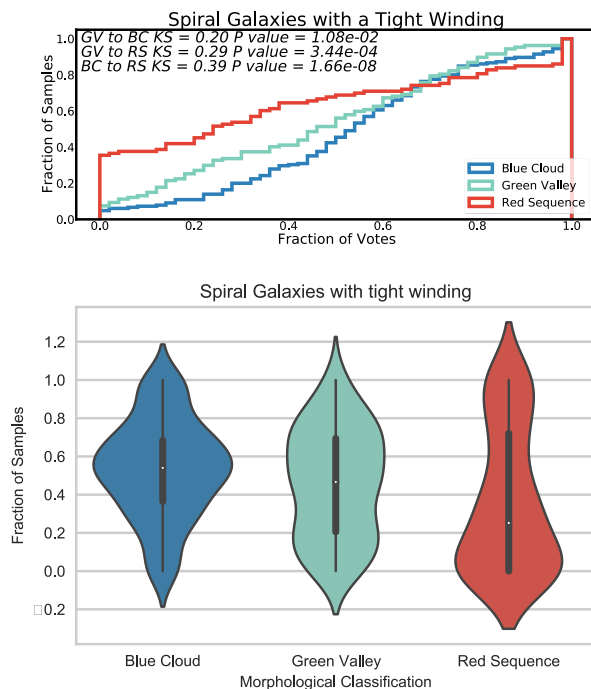 Spiral Galaxies with a Tight Winding
GV to BC KS = 0.20 P value = 1.08e-02
GV to RS KS = 0.29 P value = 3.44e-04
BC to RS KS = 0.39 P value = 1.66e-08
1.0
0.8
0.6
0.4
0.2
0.0
Fraction of Samples
Blue Cloud
Green Valley
Red Sequence
0.0 0.2 0.4 0.6 0.8 1.0
Fraction of Votes
Spiral Galaxies with tight winding
1.2
1.0
0.8
0.6
0.4
0.2
0.0
□0.2
Fraction of Samples
Blue Cloud Green Valley Red Sequence
Morphological Classification